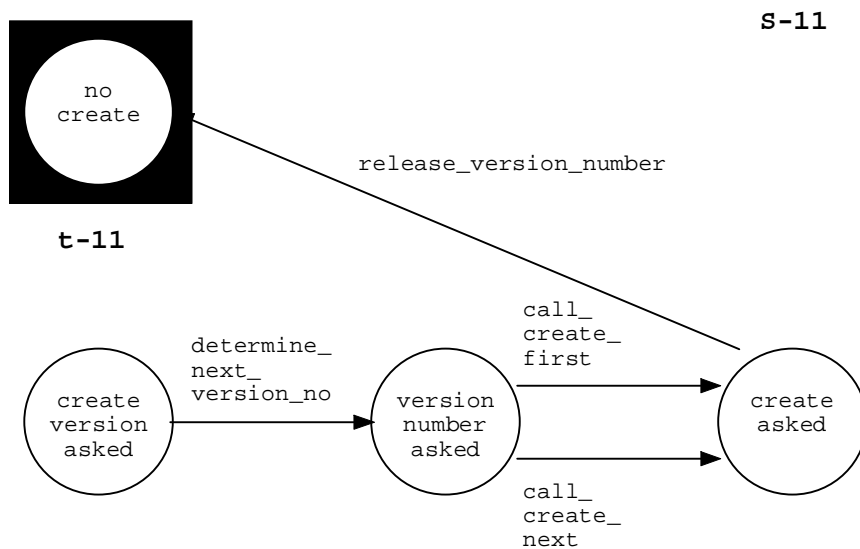 S-11
no
create
release_version_number
t-11
call_
create_
first
determine_
next_
version_no
create
version
asked
version
number
asked
create
asked
call_
create_
next